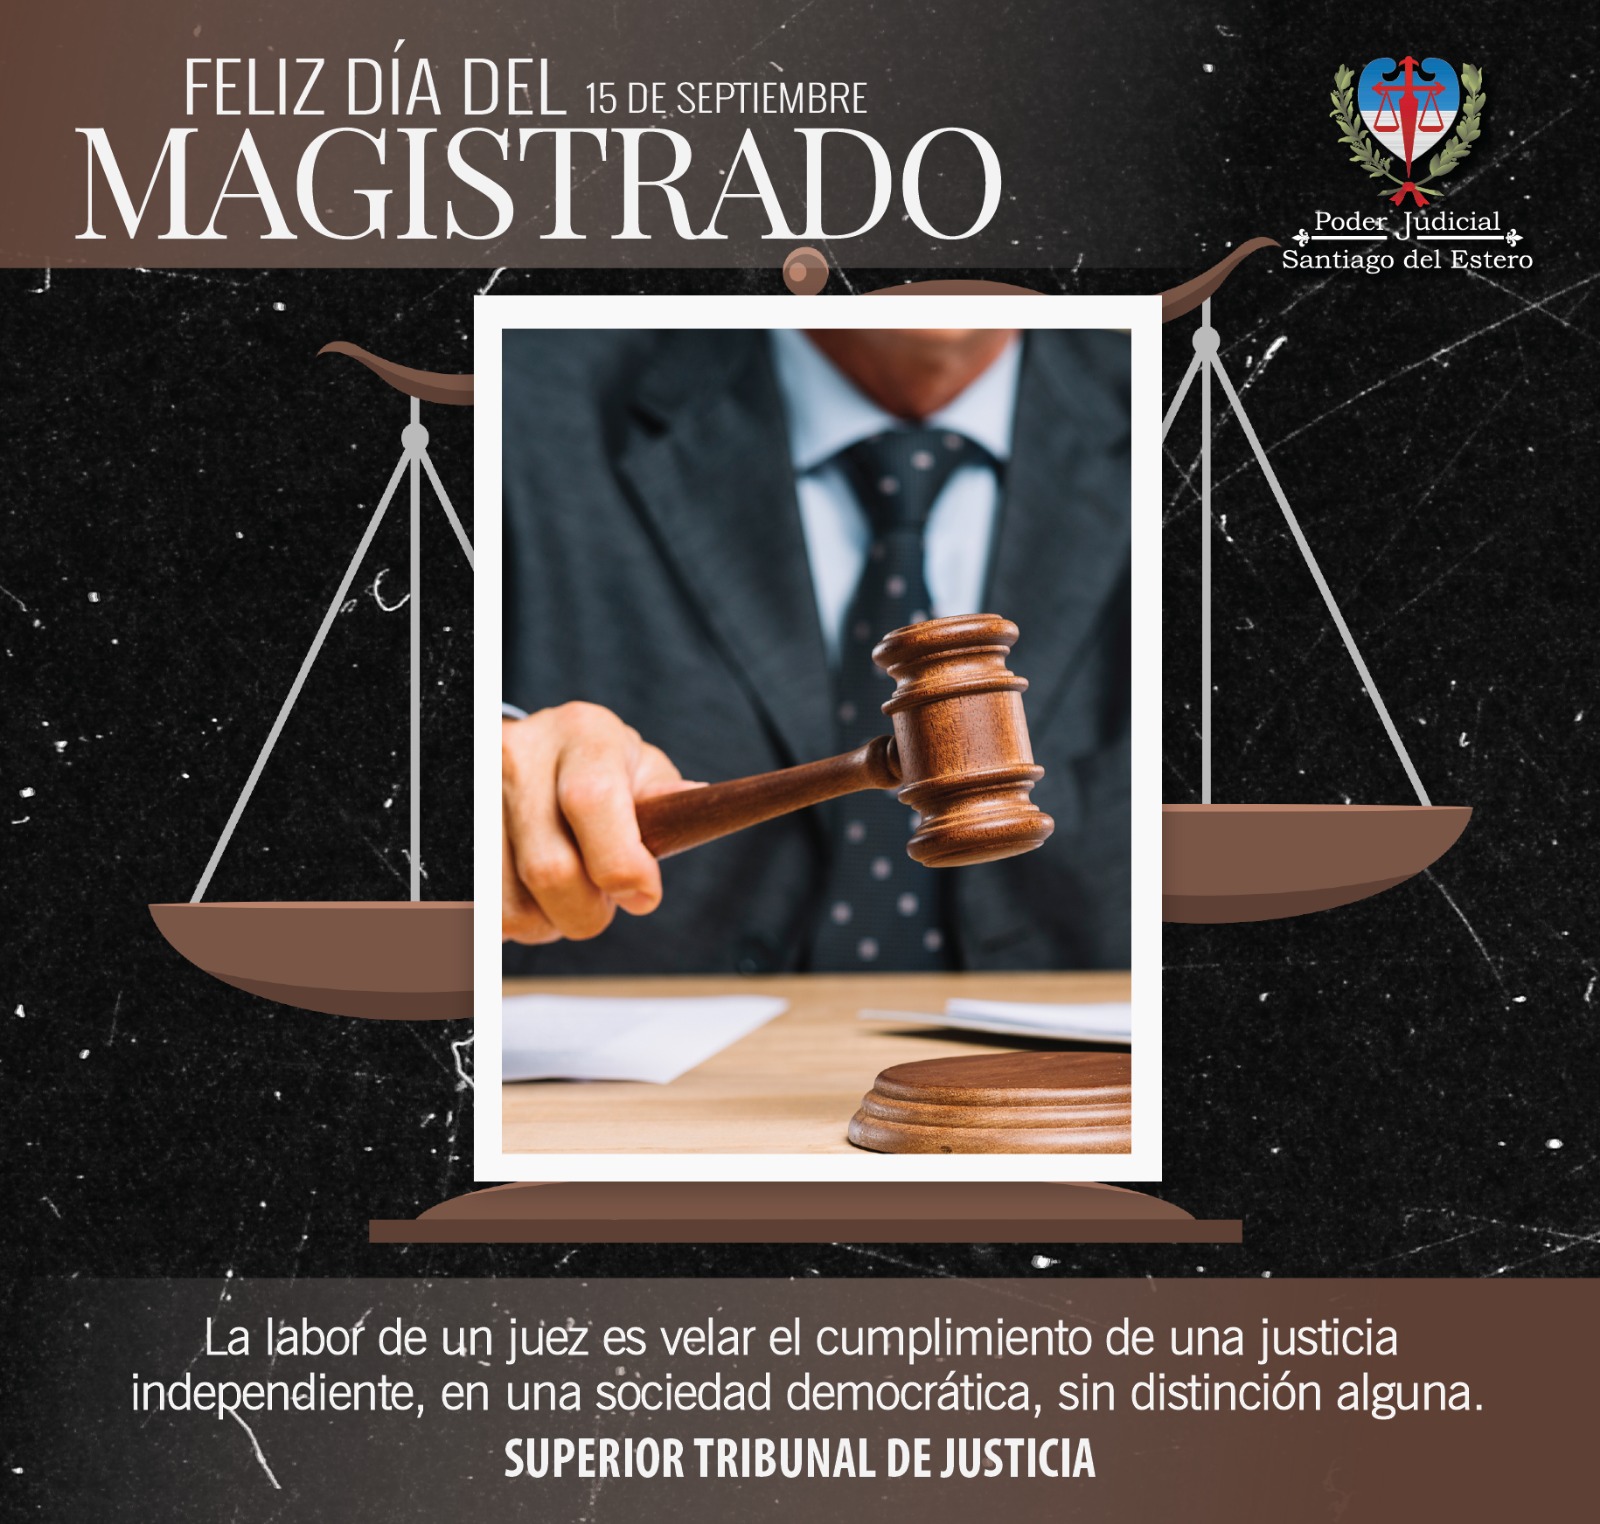 FELIZ DÍA DEL 15 DE SEPTIEMBRE
MAGISTRADO
Poder Judicial
Santiago del Estero
La labor de un juez es velar el cumplimiento de una justicia
independiente, en una sociedad democrática, sin distinción alguna.
SUPERIOR TRIBUNAL DE JUSTICIA